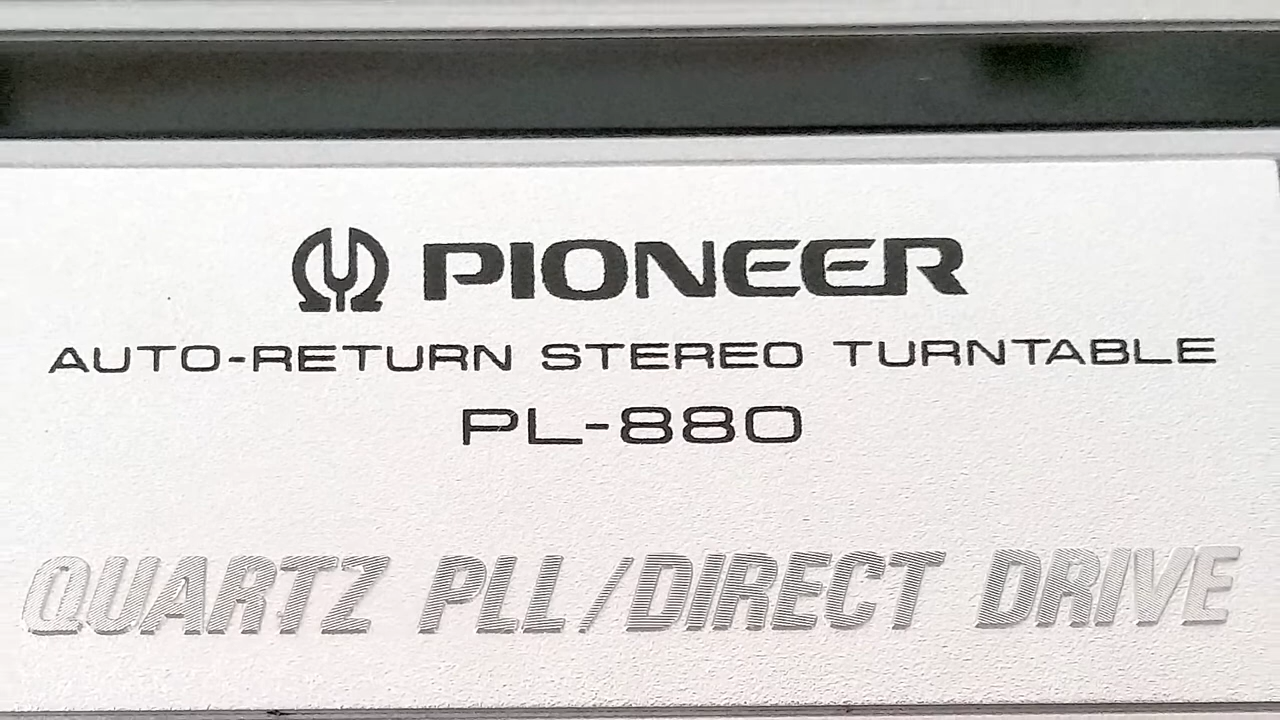 PIONEER
AUTO-RETURN STEREO TURNTABLE
PL-880
QUARTZ PLL/DIRECT DRIVE